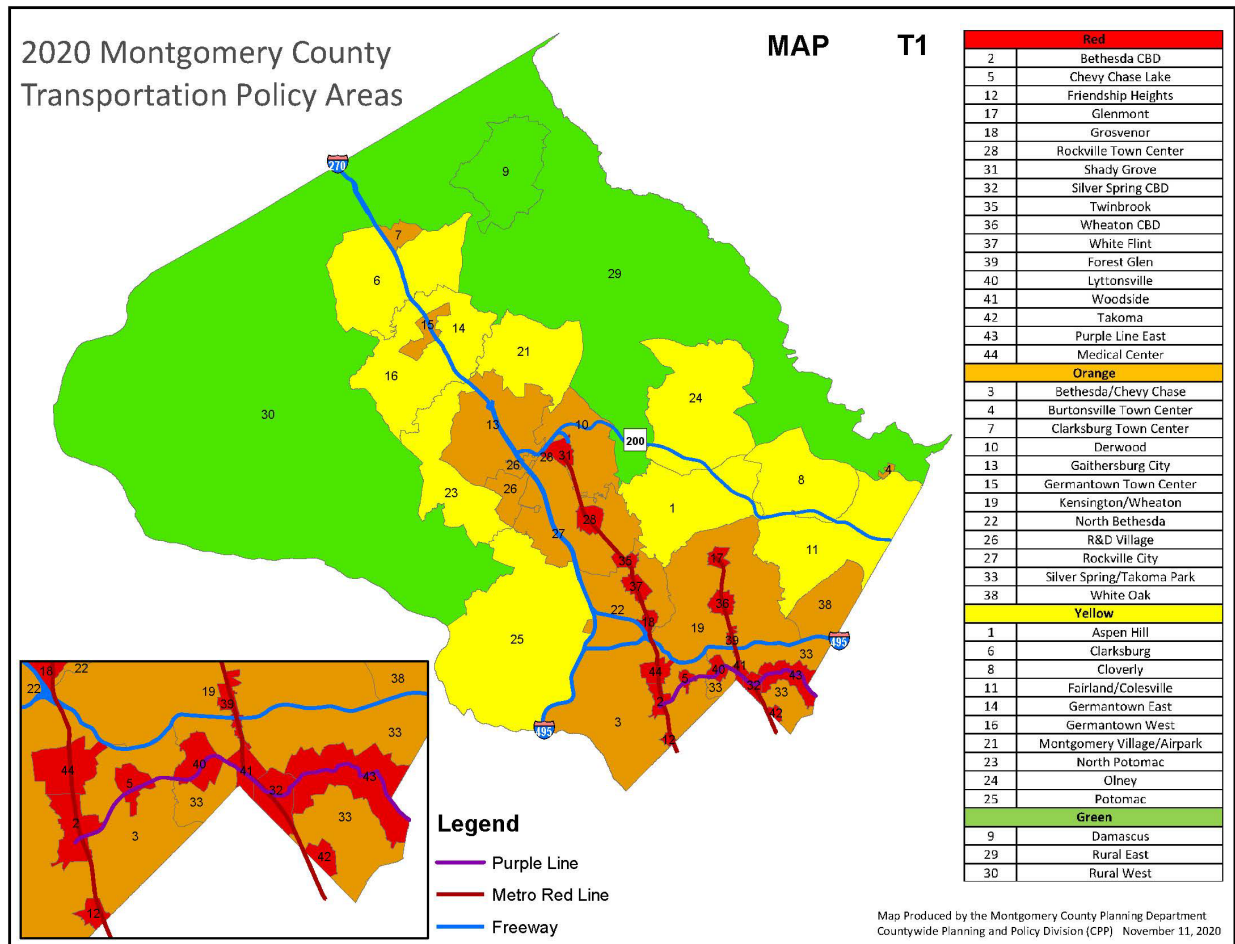 2020 Montgomery County
Transportation Policy Areas
MAP T1
Red
2 Bethesda CBD
5 Chevy Chase Lake
12 Friendship Heights
17 Glenmont
18 Grosvenor
28 Rockville Town Center
31 Shady Grove
32 Silver Spring CBD
35 Twinbrook
36 Wheaton CBD
37 White Flint
39 Forest Glen
40 Lyttonsville
41 Woodside
42 Takoma
43 Purple Line East
44 Medical Center
Orange
3 Bethesda/Chevy Chase
4 Burtonsville Town Center
7 Clarksburg Town Center
10 Derwood
13 Gaithersburg City
15 Germantown Town Center
19 Kensington/Wheaton
22 North Bethesda
26 R&D Village
27 Rockville City
33 Silver Spring/Takoma Park
38 White Oak
Yellow
1 Aspen Hill
6 Clarksburg
8 Cloverly
11 Fairland/Colesville
14 Germantown East
16 Germantown West
21 Montgomery Village/Airpark
23 North Potomac
24 Olney
25 Potomac
Green
9 Damascus
29 Rural East
30 Rural West
270
9
7
29
6
15
14
21
16
24
30
13
10
200
26
28
31
4
26
8
23
1
28
27
11
35
17
37
36
38
22
18
19
25
39
495
33
41
44
40
5
32
43
33
2
33
3
42
12
495
18
22
22
19
38
39
33
44
40
41
5
32
43
33
2
3
33
42
12
Legend
Purple Line
Metro Red Line
Freeway
Map Produced by the Montgomery County Planning Department
Countywide Planning and Policy Division (CPP) November 11, 2020